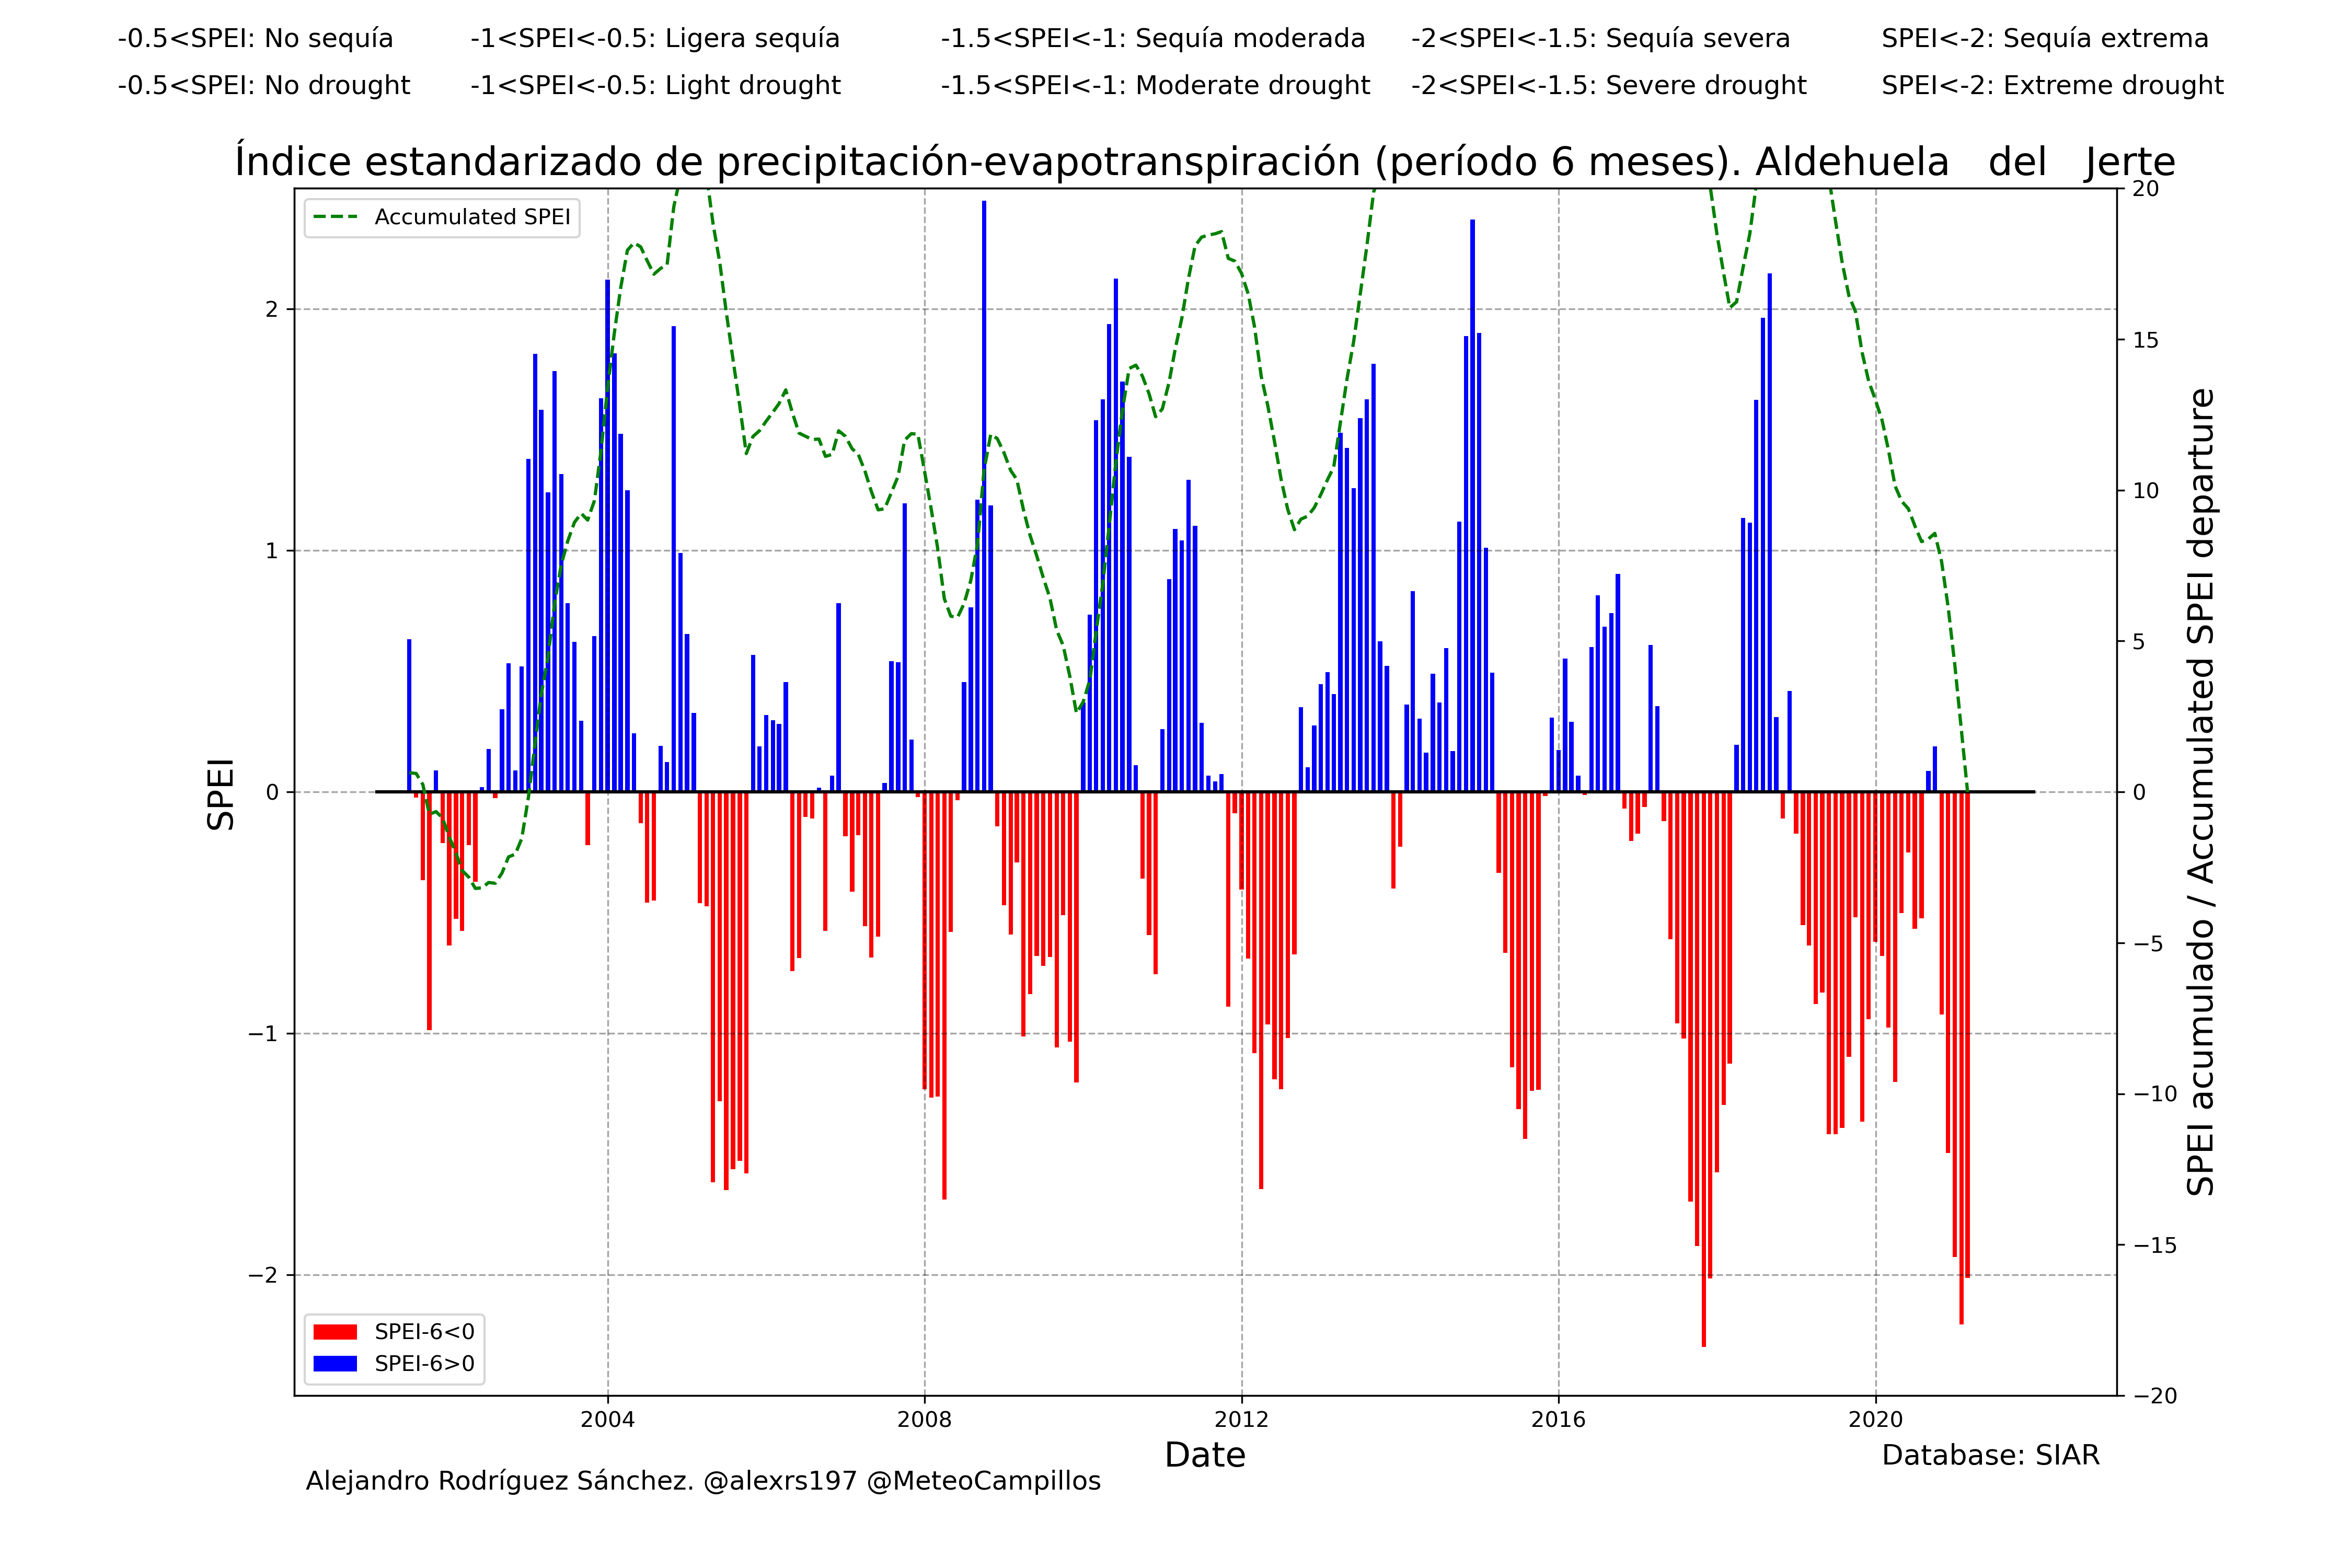 -0.5<SPEI: No sequía -1<SPEI<-0.5: Ligera sequía -1.5<SPEI<-1: Sequía moderada -2<SPEI<-1.5: Sequía severa SPEI<-2: Sequía extrema
-0.5<SPEI: No drought -1<SPEI<-0.5: Light drought -1.5<SPEI<-1: Moderate drought -2<SPEI<-1.5: Severe drought SPEI<-2: Extreme drought
Índice estandarizado de precipitación-evapotranspiración (período 6 meses). Aldehuela del Jerte
Accumulated SPEI
SPEI
2
1
0
−1
−2
20
15
10
5
0
−5
−10
−15
−20
SPEI acumulado / Accumulated SPEI departure
SPEI-6<0
SPEI-6>0
2004 2008 2012 2016 2020
Date
Database: SIAR
Alejandro Rodríguez Sánchez. @alexrs197 @MeteoCampillos